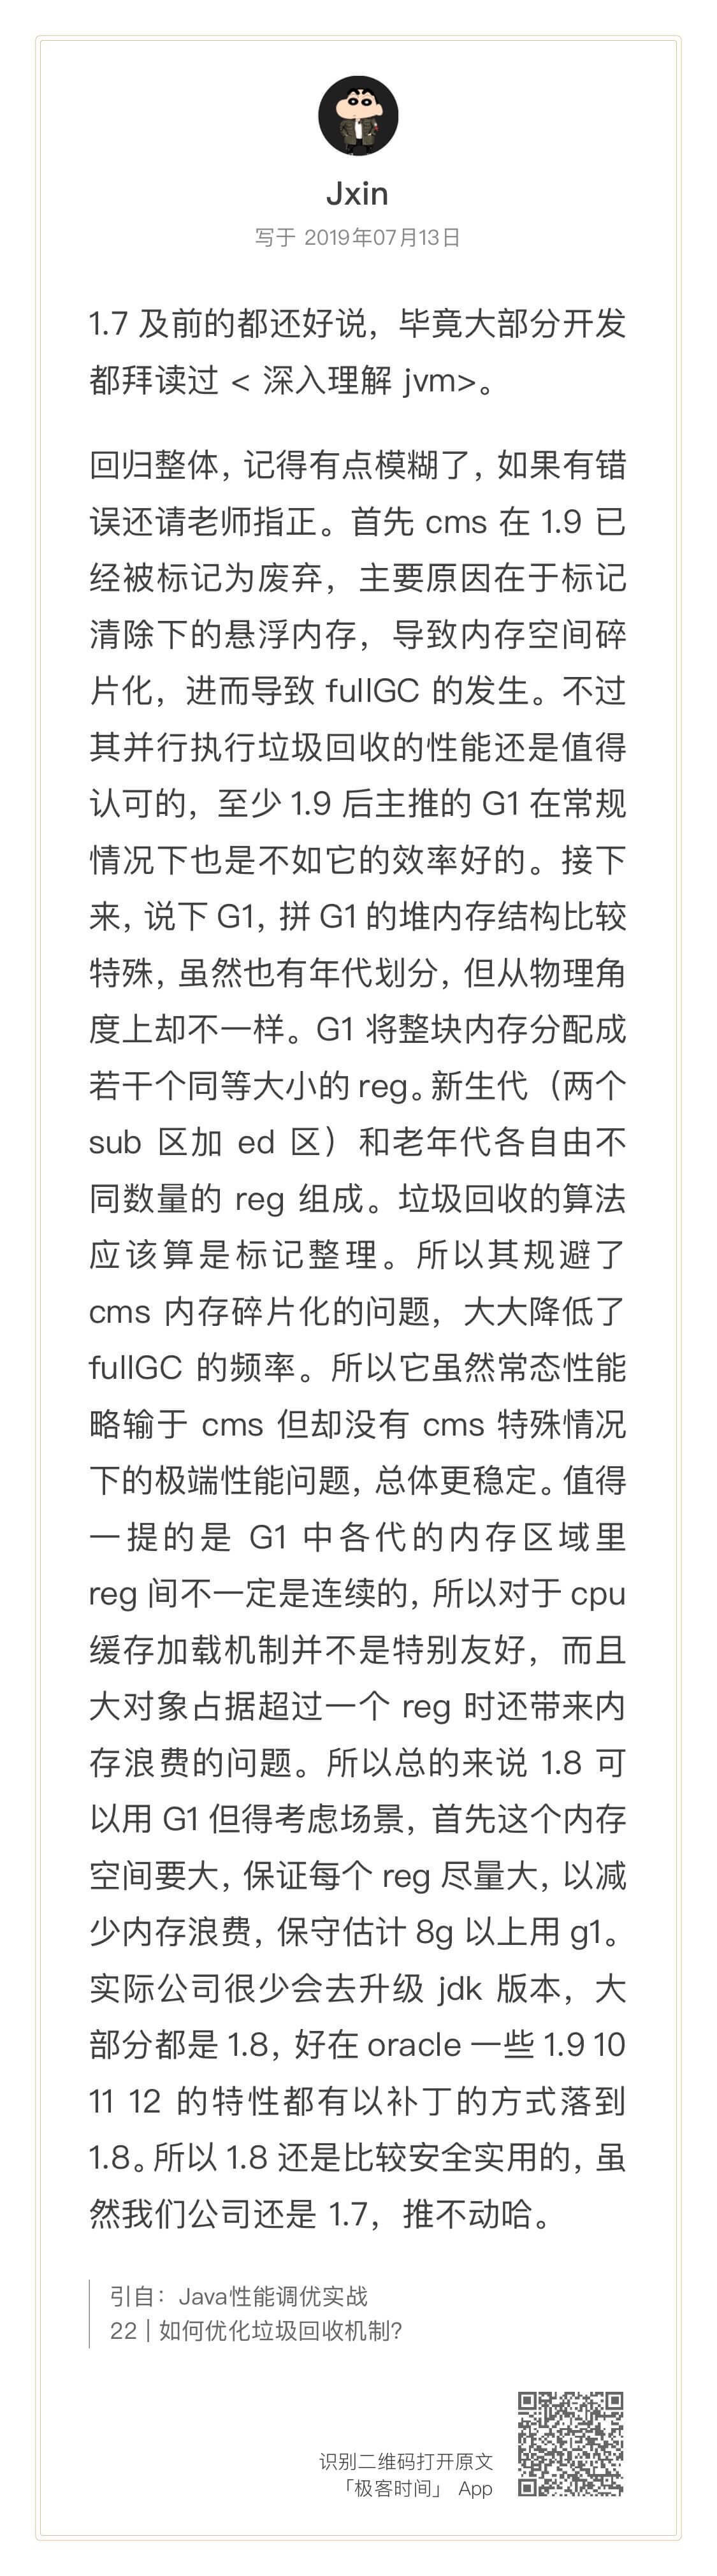 Jxin
写于 2019年07月13日
1.7 及前的都还好说，毕竟大部分开发
都拜读过 < 深入理解 jvm>。
回归整体，记得有点模糊了，如果有错
误还请老师指正。首先 cms 在 1.9 已
经被标记为废弃，主要原因在于标记
清除下的悬浮内存，导致内存空间碎
片化，进而导致 fullGC 的发生。不过
其并行执行垃圾回收的性能还是值得
认可的，至少 1.9 后主推的 G1 在常规
情况下也是不如它的效率好的。接下
来，说下 G1，拼 G1 的堆内存结构比较
特殊，虽然也有年代划分，但从物理角
度上却不一样。G1 将整块内存分配成
若干个同等大小的 reg。新生代（两个
sub 区加 ed 区）和老年代各自由不
同数量的 reg 组成。垃圾回收的算法
应该算是标记整理。所以其规避了
cms 内存碎片化的问题，大大降低了
fullGC 的频率。所以它虽然常态性能
略输于 cms 但却没有 cms 特殊情况
下的极端性能问题，总体更稳定。值得
一提的是 G1 中各代的内存区域里
reg 间不一定是连续的，所以对于 cpu
缓存加载机制并不是特别友好，而且
大对象占据超过一个 reg 时还带来内
存浪费的问题。所以总的来说 1.8 可
以用 G1 但得考虑场景，首先这个内存
空间要大，保证每个 reg 尽量大，以减
少内存浪费，保守估计 8g 以上用 g1。
实际公司很少会去升级 jdk 版本，大
部分都是 1.8，好在 oracle 一些 1.9 10
11 12 的特性都有以补丁的方式落到
1.8。所以 1.8 还是比较安全实用的，虽
然我们公司还是 1.7，推不动哈。
引自：Java性能调优实战
22 | 如何优化垃圾回收机制?
识别二维码打开原文
「极客时间」 App